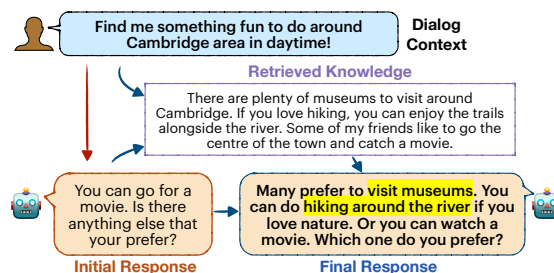 Find me something fun to do around
Cambridge area in daytime!
Dialog
Context
Retrieved Knowledge
There are plenty of museums to visit around
Cambridge. If you love hiking, you can enjoy the trails
alongside the river. Some of my friends like to go the
centre of the town and catch a movie.
You can go for a
movie. Is there
anything else that
your prefer?
Initial Response
Many prefer to visit museums. You
can do hiking around the river if you
love nature. Or you can watch a
movie. Which one do you prefer?
Final Response